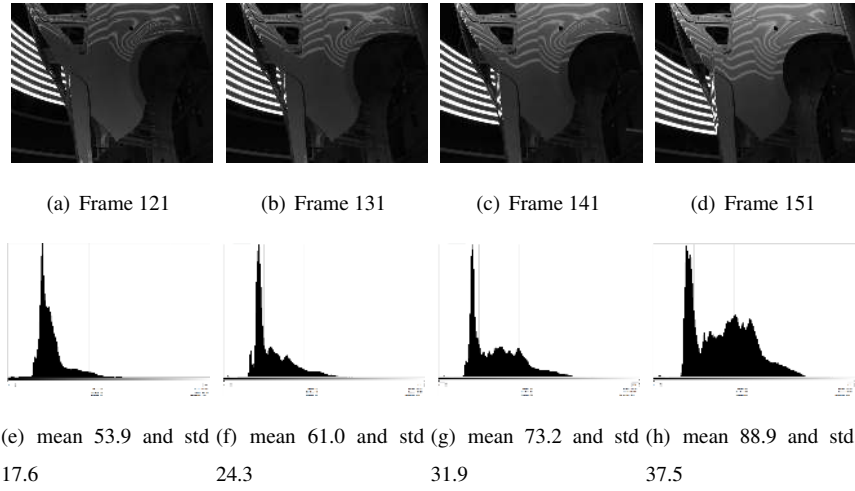 (a) Frame 121
(b) Frame 131
(c) Frame 141
(d) Frame 151
(e) mean 53.9 and std 17.6
(f) mean 61.0 and std 24.3
(g) mean 73.2 and std 31.9
(h) mean 88.9 and std 37.5